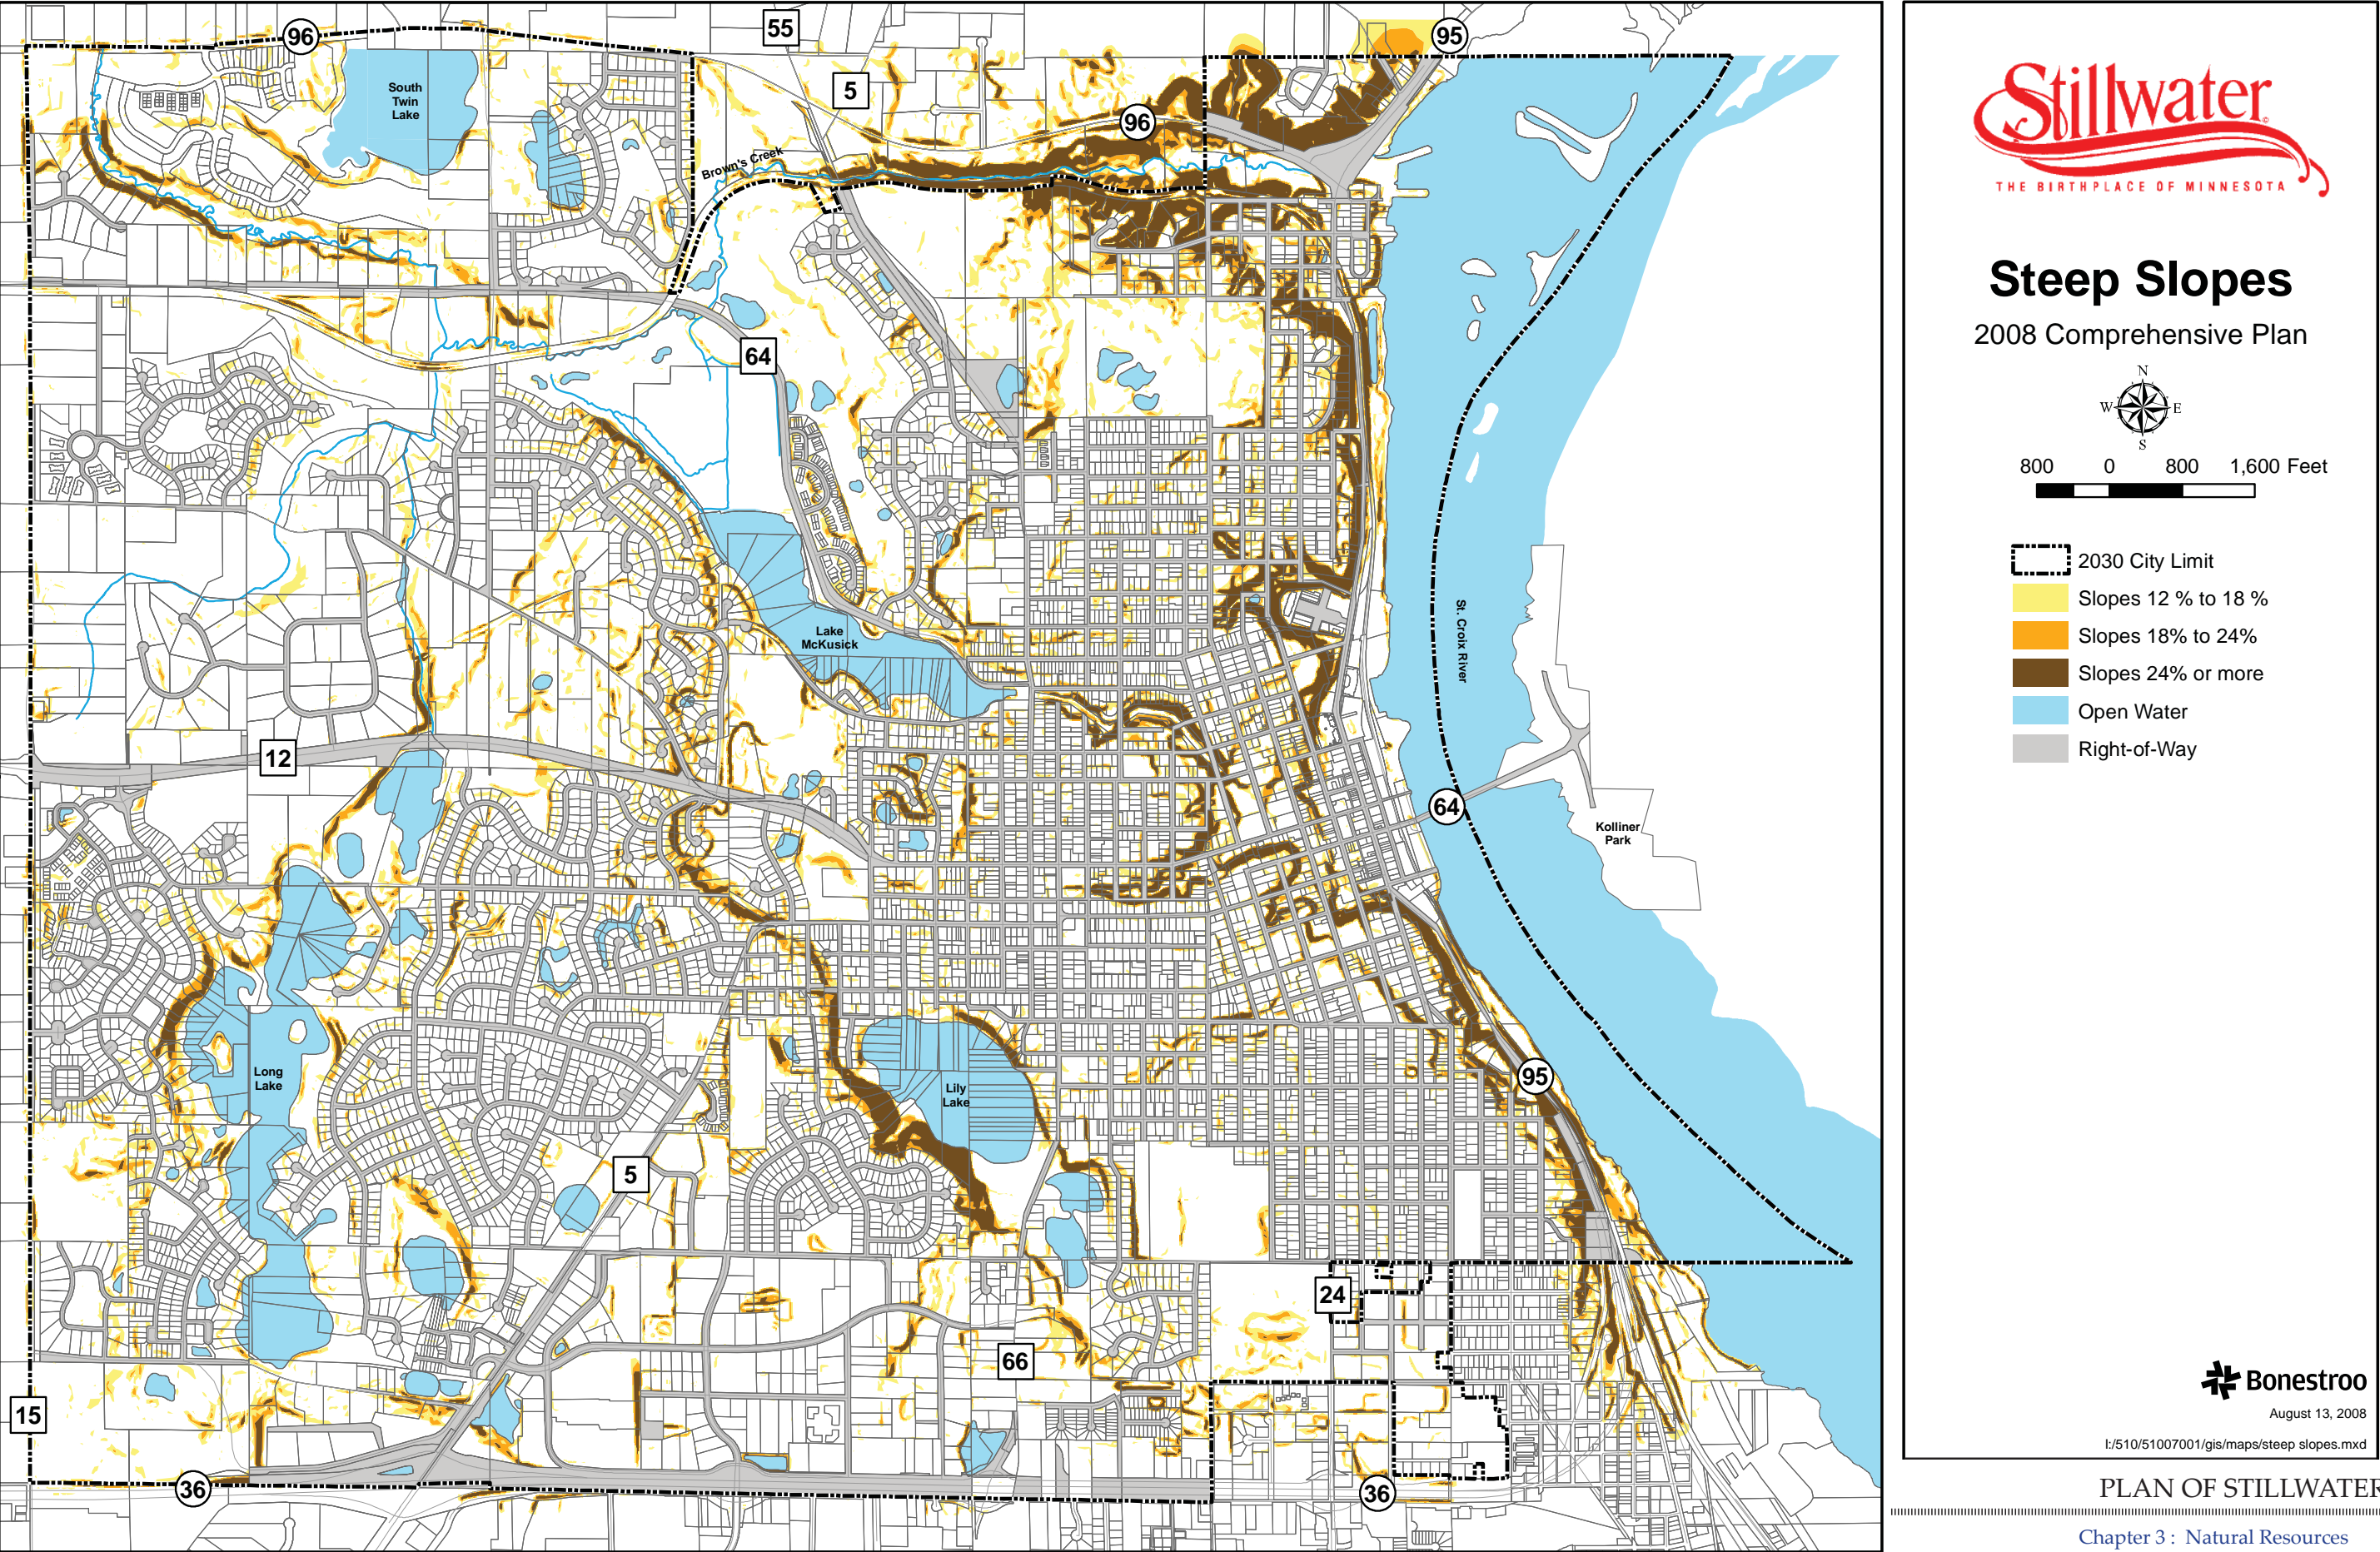 96
55
95
5
South
Twin
Lake
96
Brown's Creek
64
Lake
McKusick
St. Croix River
12
64
Kolliner
Park
Long
Lake
Lily
Lake
95
5
24
66
15
36
36
Stillwater
THE BIRTHPLACE OF MINNESOTA
Steep Slopes
2008 Comprehensive Plan
N
W
E
S
800 0 800 1,600 Feet
2030 City Limit
Slopes 12 % to 18 %
Slopes 18% to 24%
Slopes 24% or more
Open Water
Right-of-Way
Bonestroo
August 13, 2008
I:/510/51007001/gis/maps/steep slopes.mxd
PLAN OF STILLWATER
Chapter 3 : Natural Resources